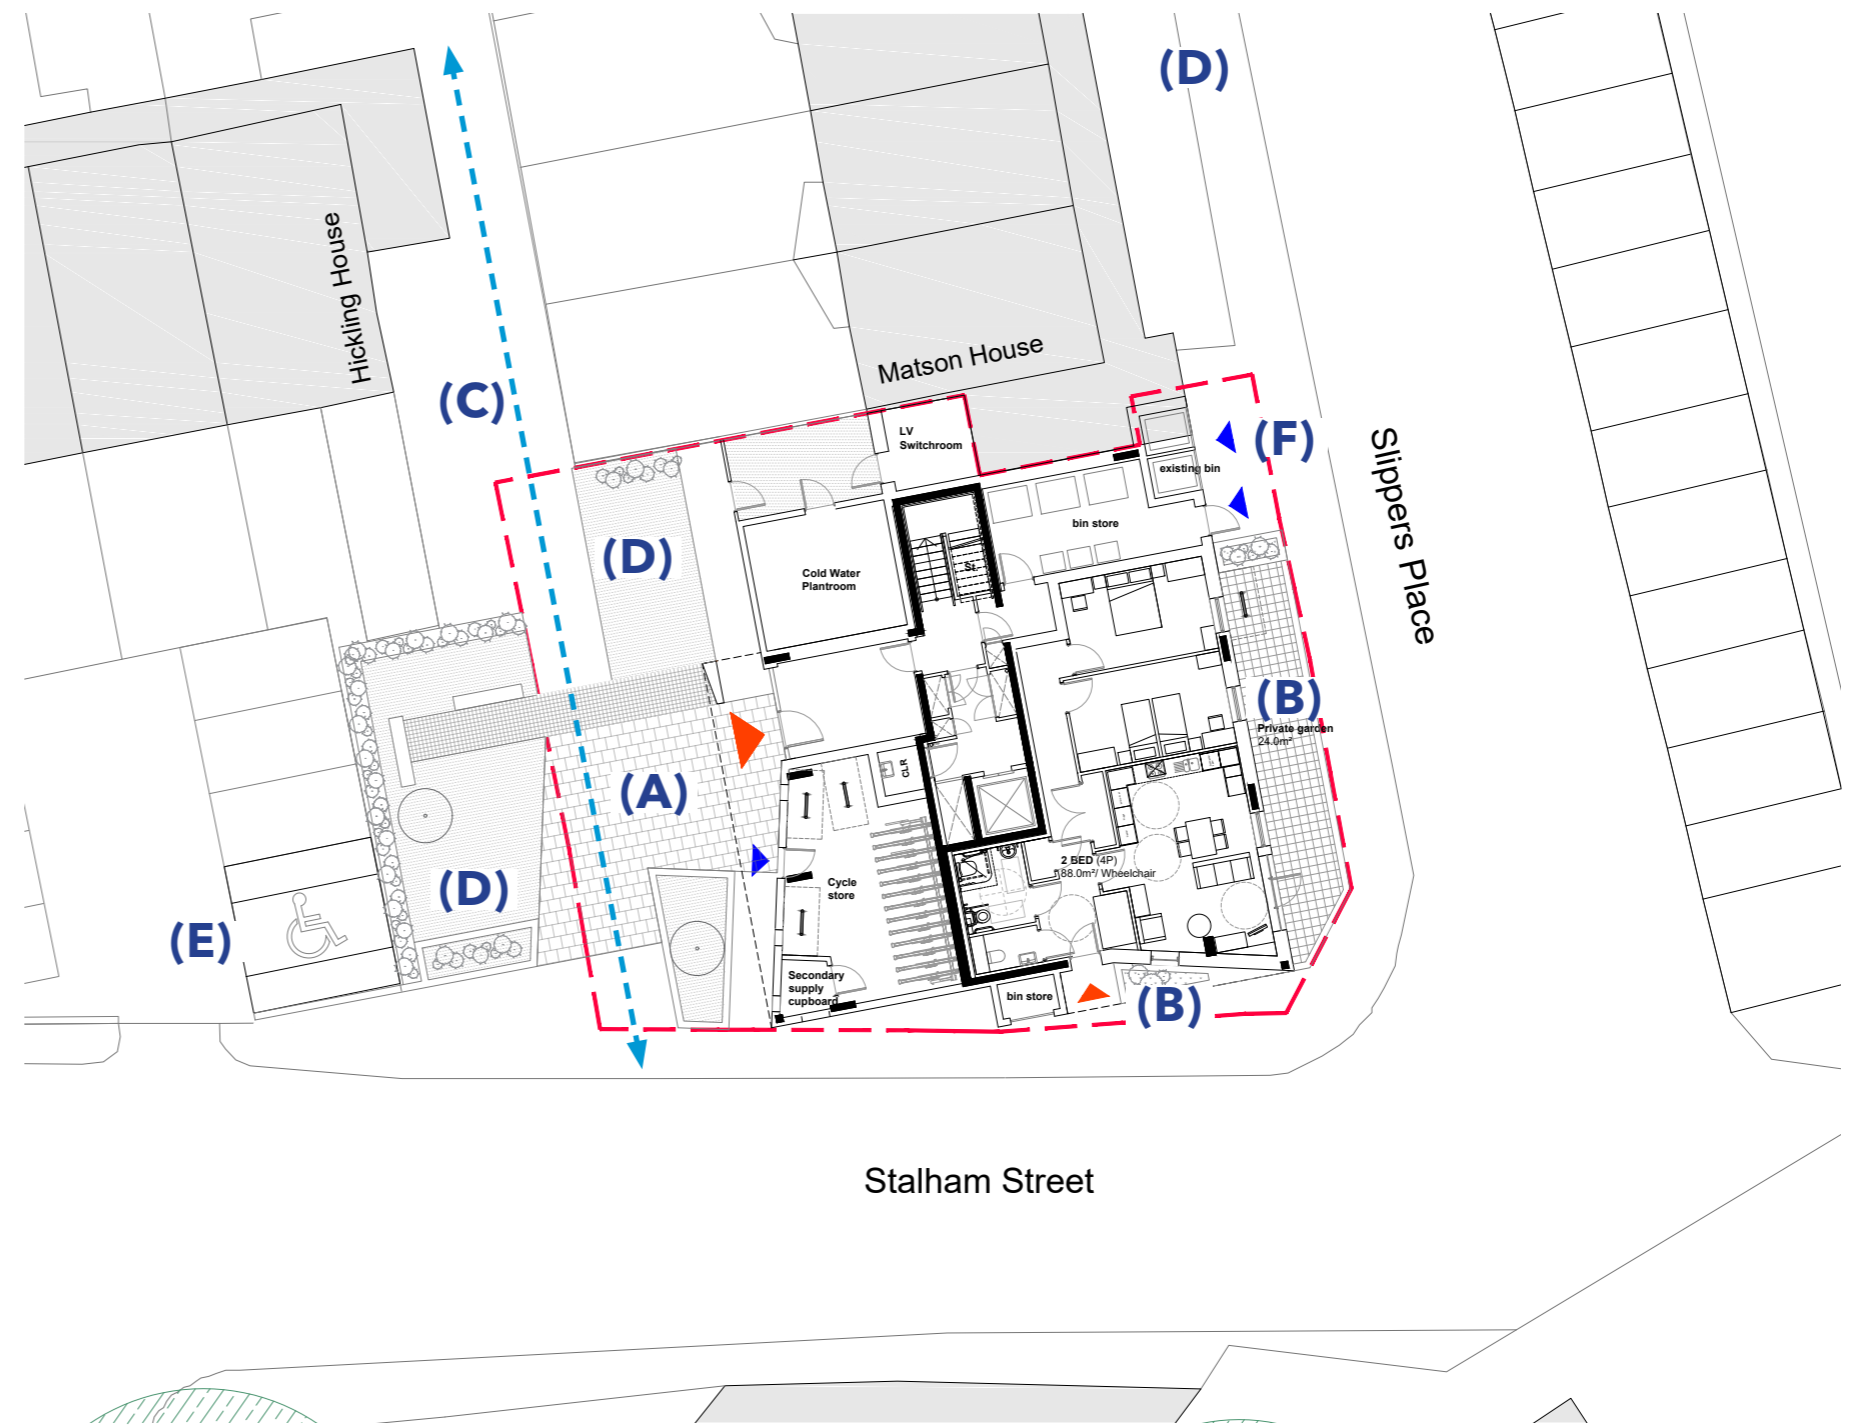 (D)
Hickling House
(C)
Matson House
LV
Switchroom
(F)
existing bin
Slippers Place
bin store
(D)
Cold Water
Plantroom
St.
(B)
Private garden
24.0m²
(A)
CLR
2 BED (4P)
88.0m²/ Wheelchair
Cycle
store
(D)
(E)
Secondary
supply
cupboard
bin store
(B)
Stalham Street